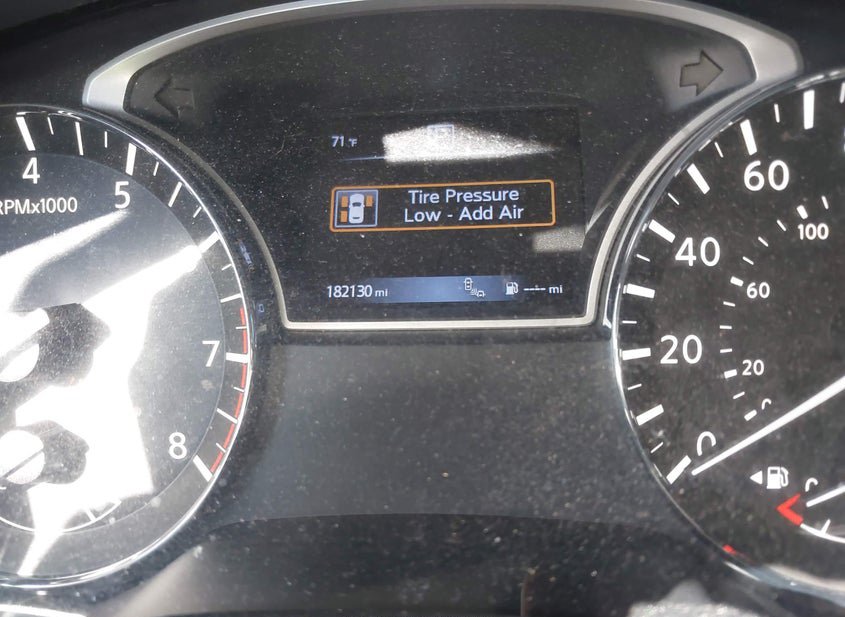 71 °F
Tire Pressure
Low - Add Air
182130 mi
---- mi
4
5
RPMx1000
7
8
60
40
20
0
100
60
20
0